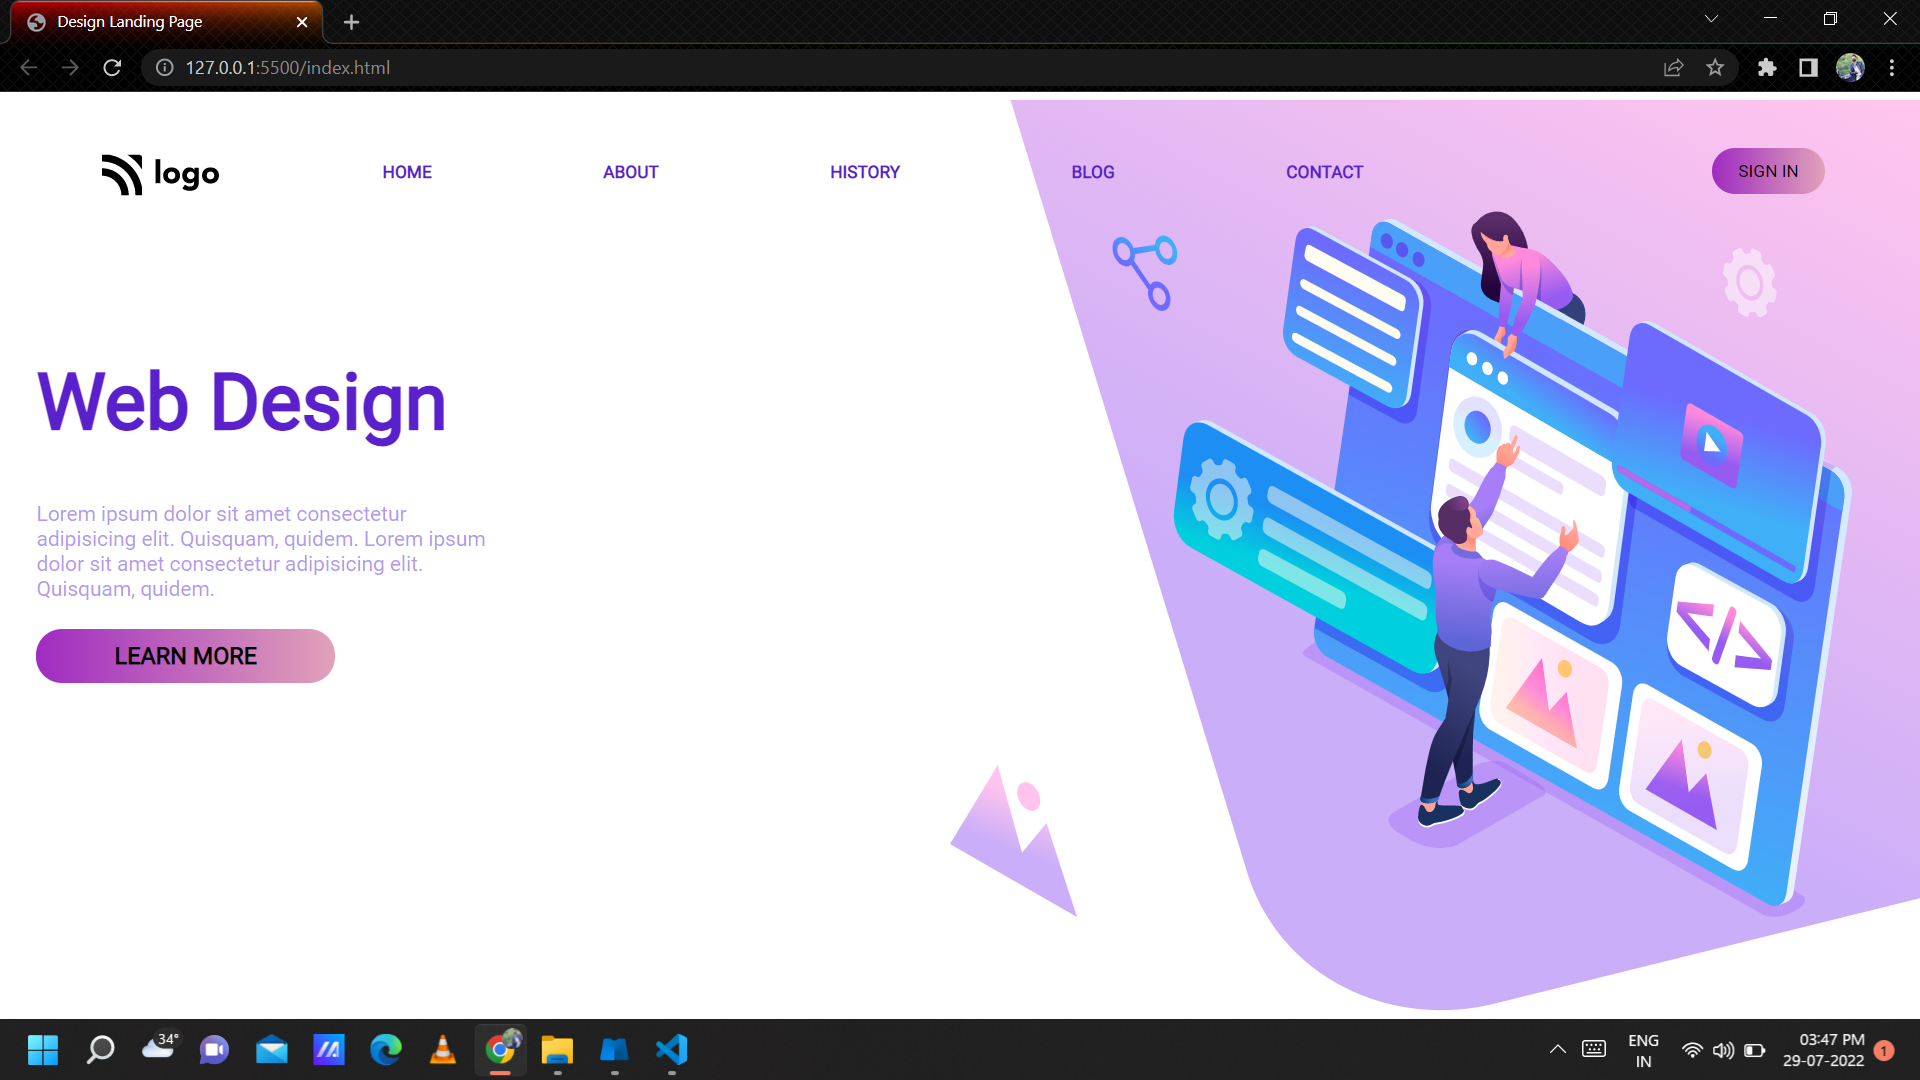 Design Landing Page
127.0.0.1:5500/index.html
logo
HOME
ABOUT
HISTORY
BLOG
CONTACT
SIGN IN
Web Design
Lorem ipsum dolor sit amet consectetur
adipisicing elit. Quisquam, quidem. Lorem ipsum
dolor sit amet consectetur adipisicing elit.
Quisquam, quidem.
LEARN MORE
</>
34°
ENG
IN
03:47 PM
29-07-2022
1